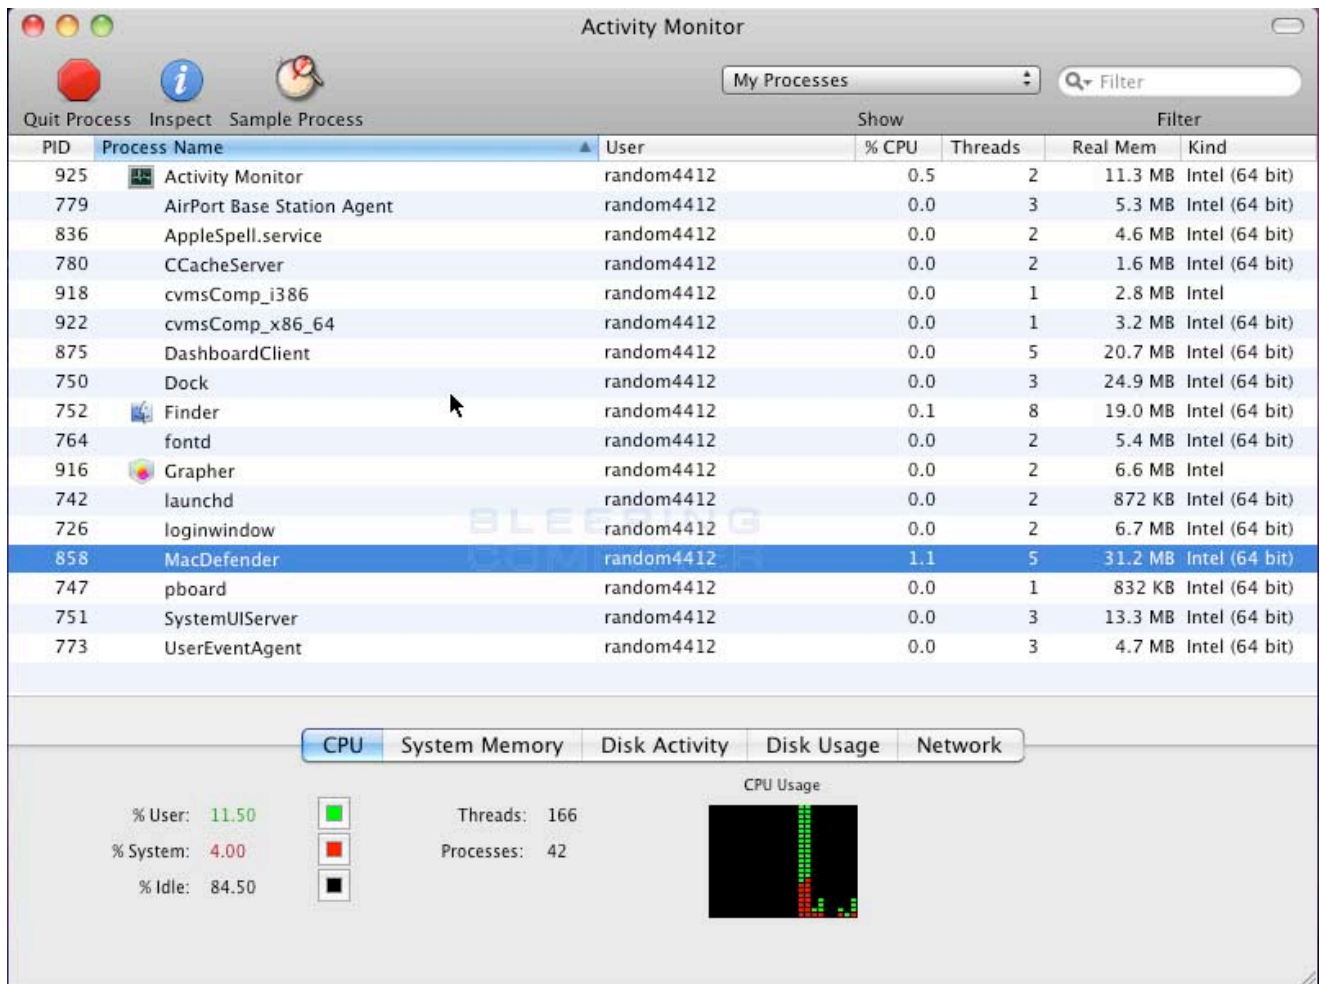 Activity Monitor
My Processes
Filter
Quit Process Inspect Sample Process Show Filter
PID Process Name User % CPU Threads Real Mem Kind
925 Activity Monitor random4412 0.5 2 11.3 MB Intel (64 bit)
779 AirPort Base Station Agent random4412 0.0 3 5.3 MB Intel (64 bit)
836 AppleSpell.service random4412 0.0 2 4.6 MB Intel (64 bit)
780 CCacheServer random4412 0.0 2 1.6 MB Intel (64 bit)
918 cvmsComp_i386 random4412 0.0 1 2.8 MB Intel
922 cvmsComp_x86_64 random4412 0.0 1 3.2 MB Intel (64 bit)
875 DashboardClient random4412 0.0 5 20.7 MB Intel (64 bit)
750 Dock random4412 0.0 3 24.9 MB Intel (64 bit)
752 Finder random4412 0.1 8 19.0 MB Intel (64 bit)
764 fontd random4412 0.0 2 5.4 MB Intel (64 bit)
916 Grapher random4412 0.0 2 6.6 MB Intel
742 launchd random4412 0.0 2 872 KB Intel (64 bit)
BLEEPING
726 loginwindow random4412 0.0 2 6.7 MB Intel (64 bit)
COMPUTER
858 MacDefender random4412 1.1 5 31.2 MB Intel (64 bit)
747 pboard random4412 0.0 1 832 KB Intel (64 bit)
751 SystemUIServer random4412 0.0 3 13.3 MB Intel (64 bit)
773 UserEventAgent random4412 0.0 3 4.7 MB Intel (64 bit)
CPU System Memory Disk Activity Disk Usage Network
CPU Usage
% User: 11.50 Threads: 166
% System: 4.00 Processes: 42
% Idle: 84.50